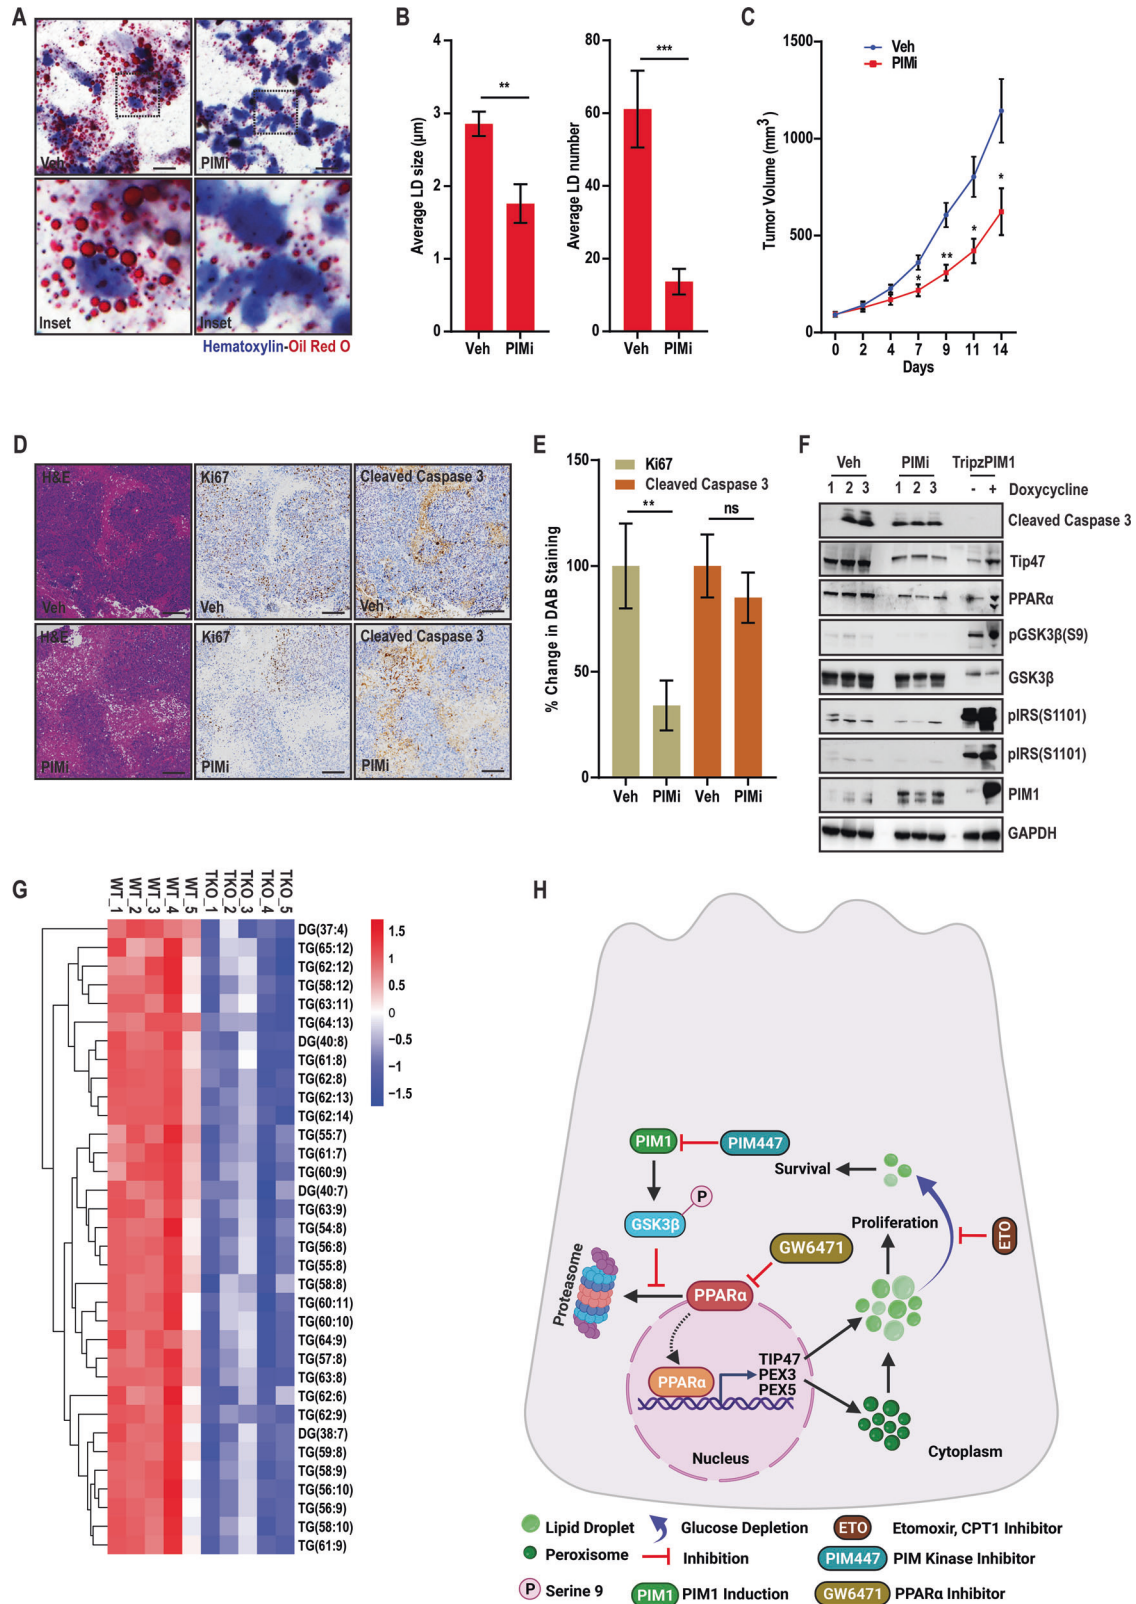 A
Veh
PIMi
Inset
Inset
Hematoxylin-Oil Red O
B
Average LD size (µm)
4
3
2
1
0
Veh
PIMi
**
Average LD number
80
60
40
20
0
Veh
PIMi
***
C
Tumor Volume (mm3)
1500
1000
500
0
Veh
PIMi
*
**
*
*
0 2 4 7 9 11 14
Days
D
H&E
Veh
Ki67
Veh
Cleaved Caspase 3
Veh
H&E
PIMi
Ki67
PIMi
Cleaved Caspase 3
PIMi
E
% Change in DAB Staining
150
100
50
0
Ki67
Cleaved Caspase 3
**
ns
Veh PIMi Veh PIMi
F
Veh PIMi TripzPIM1
1 2 3 1 2 3 - + Doxycycline
Cleaved Caspase 3
Tip47
PPARα
pGSK3β(S9)
GSK3β
pIRS(S1101)
pIRS(S1101)
PIM1
GAPDH
G
WT_1
WT_2
WT_3
WT_4
WT_5
TKO_1
TKO_2
TKO_3
TKO_4
TKO_5
DG(37:4)
TG(65:12)
TG(62:12)
TG(58:12)
TG(63:11)
TG(64:13)
DG(40:8)
TG(61:8)
TG(62:8)
TG(62:13)
TG(62:14)
TG(55:7)
TG(61:7)
TG(60:9)
DG(40:7)
TG(63:9)
TG(54:8)
TG(56:8)
TG(55:8)
TG(58:8)
TG(60:11)
TG(60:10)
TG(64:9)
TG(57:8)
TG(63:8)
TG(62:6)
TG(62:9)
DG(38:7)
TG(59:8)
TG(58:9)
TG(56:10)
TG(56:9)
TG(58:10)
TG(61:9)
1.5
1
0.5
0
−0.5
−1
−1.5
H
PIM1
PIM447
Survival
P
GSK3β
Proliferation
GW6471
ETO
Proteasome
PPARα
PPARα
TIP47
PEX3
PEX5
Nucleus
Cytoplasm
Lipid Droplet
Glucose Depletion
ETO Etomoxir, CPT1 Inhibitor
Peroxisome
Inhibition
PIM447 PIM Kinase Inhibitor
P Serine 9
PIM1 PIM1 Induction
GW6471 PPARα Inhibitor